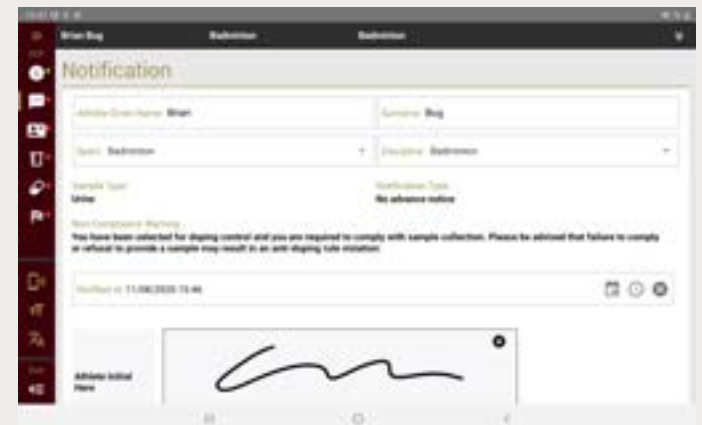 Brian Bug Badminton Badminton
Notification
Athlete Given Name Brian Surname Bug
Sport Badminton Discipline Badminton
Sample Type Notification Type
Urine No advance notice
Non-Compliance Warning
You have been selected for doping control and you are required to comply with sample collection. Please be advised that failure to comply
or refusal to provide a sample may result in an anti-doping rule violation
Notified At 11/08/2020 15:46
Athlete Initial
Here